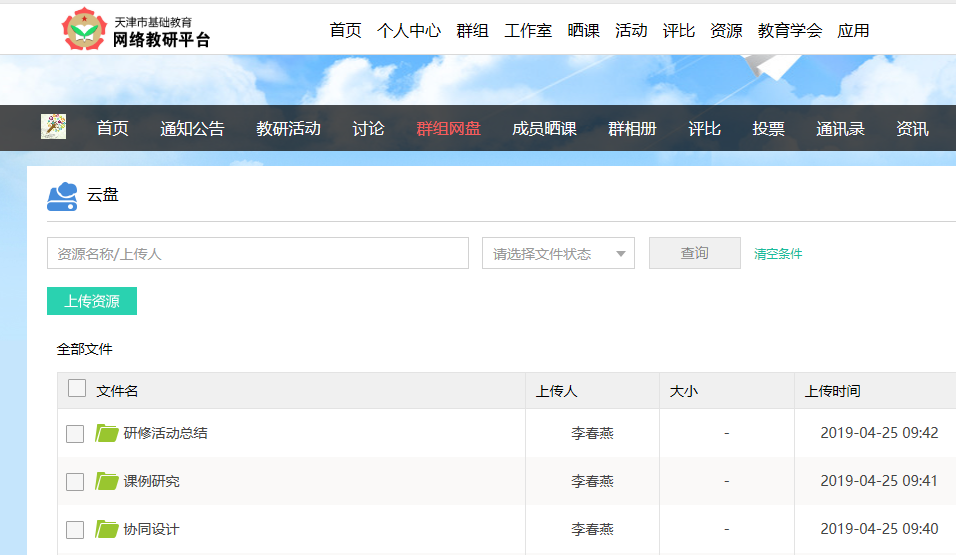 天津市基础教育
网络教研平台
首页 个人中心 群组 工作室 晒课 活动 评比 资源 教育学会 应用
首页 通知公告 教研活动 讨论 群组网盘 成员晒课 群相册 评比 投票 通讯录 资讯
云盘
资源名称/上传人 请选择文件状态 查询 清空条件
上传资源
全部文件
文件名 上传人 大小 上传时间
研修活动总结 李春燕 - 2019-04-25 09:42
课例研究 李春燕 - 2019-04-25 09:41
协同设计 李春燕 - 2019-04-25 09:40